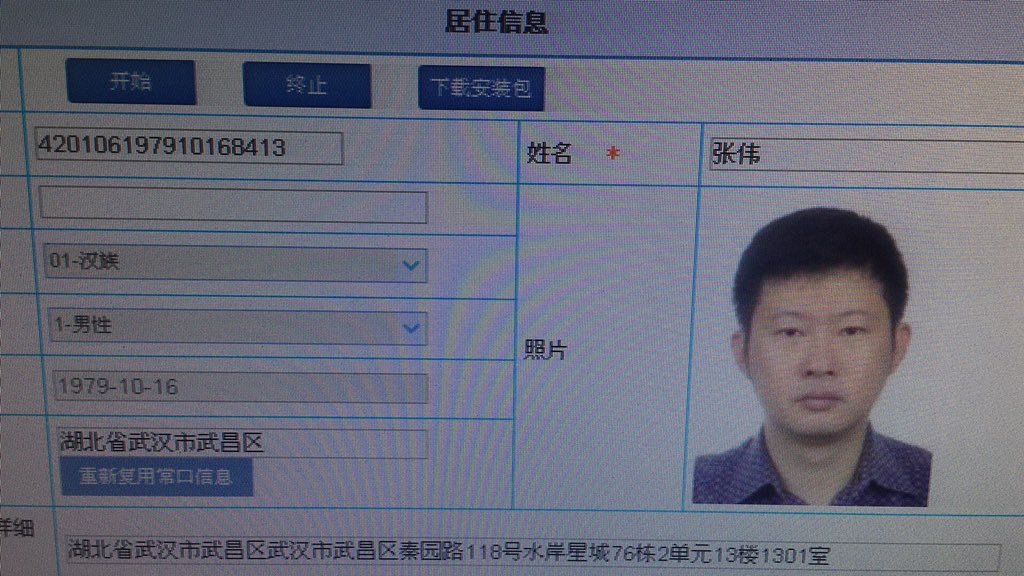 居住信息
开始 终止 下载安装包
420106197910168413 姓名 * 张伟
01-汉族
1-男性
照片
1979-10-16
湖北省武汉市武昌区
重新复用常口信息
详细
湖北省武汉市武昌区武汉市武昌区秦园路118号水岸星城76栋2单元13楼1301室